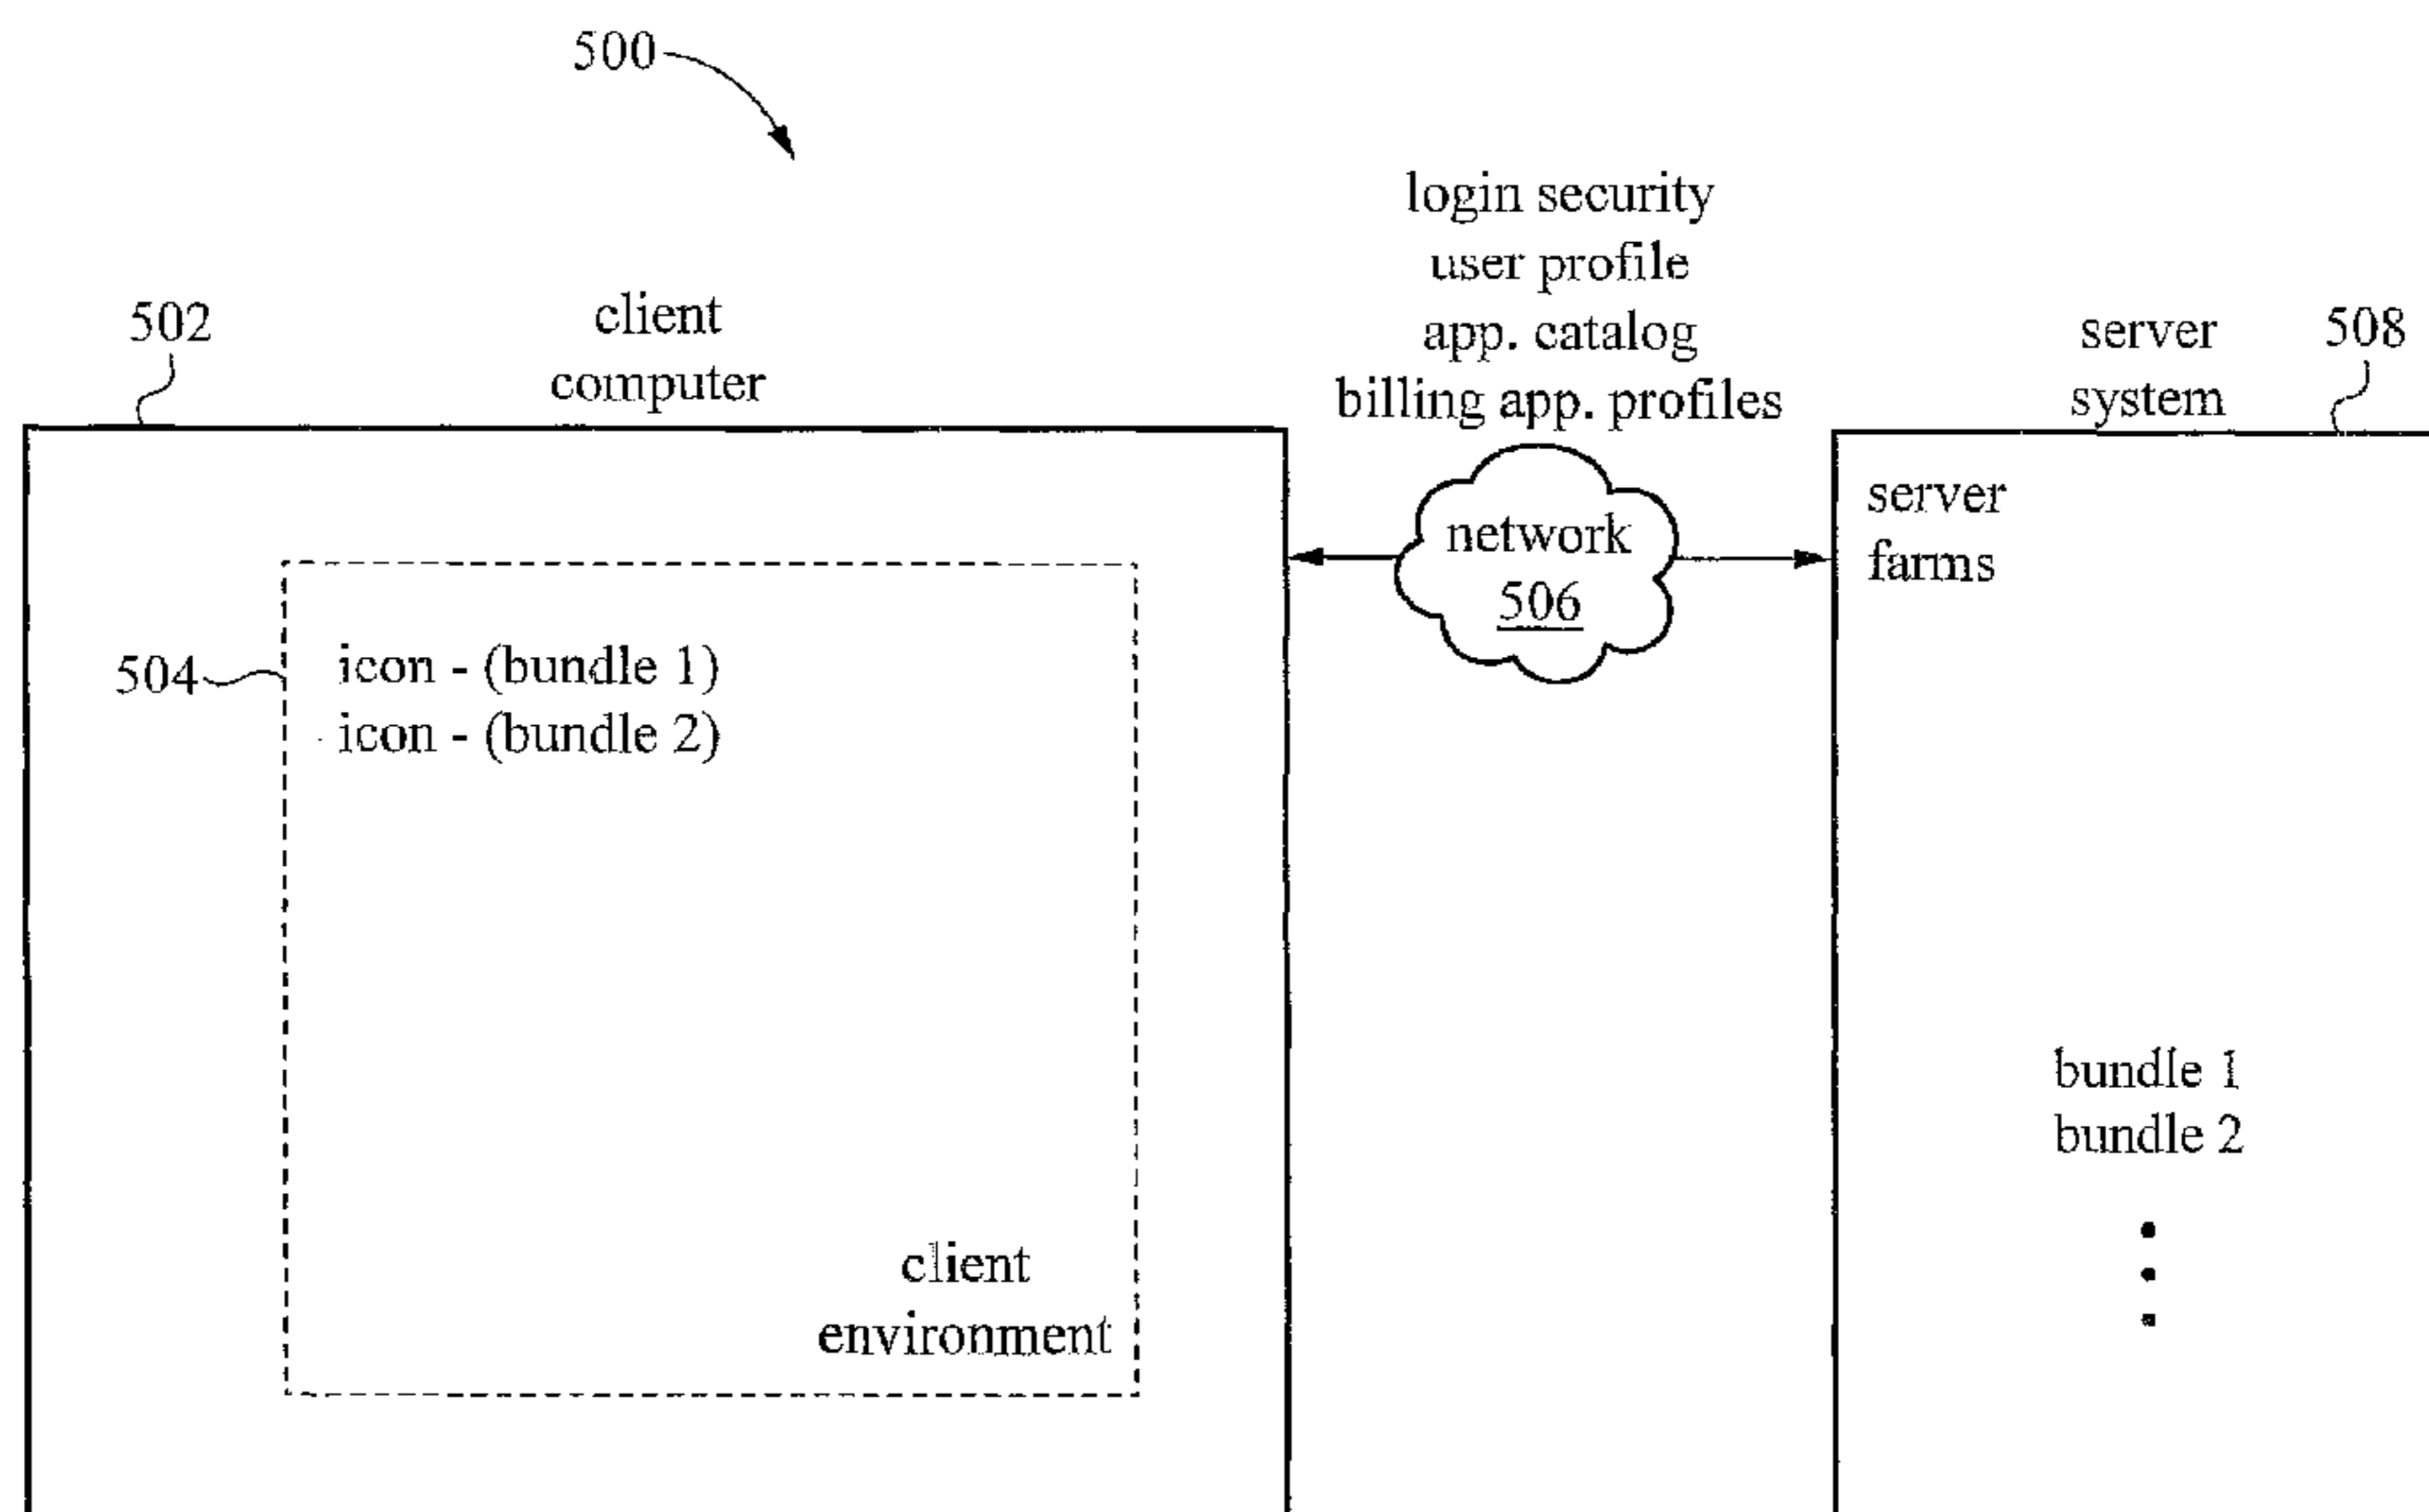 500
login security
user profile
app. catalog
billing app. profiles
502
client
computer
server
system
508
network
506
server
farms
504
icon - (bundle 1)
icon - (bundle 2)
bundle 1
bundle 2
client
environment